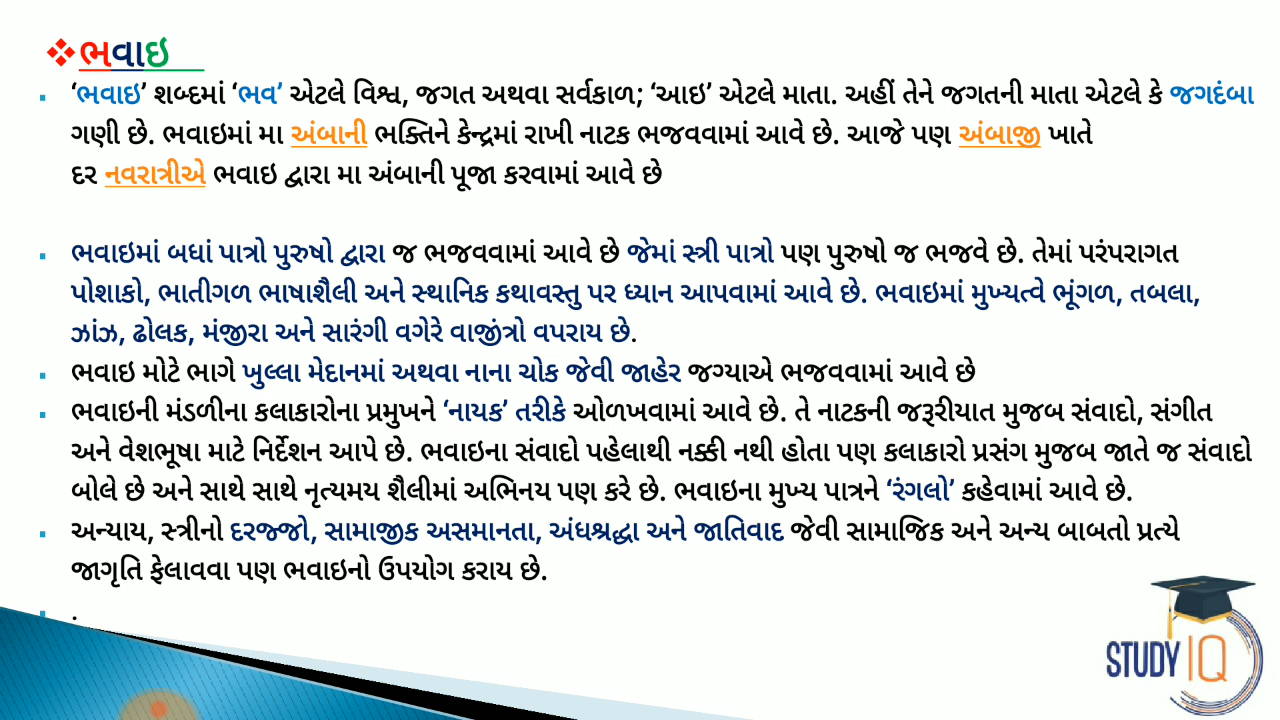 ❖ભવાઇ
▪ ‘ભવાઇ’ શબ્દમાં ‘ભવ’ એટલે વિશ્વ, જગત અથવા સર્વકાળ; ‘આઇ’ એટલે માતા. અહીં તેને જગતની માતા એટલે કે જગદંબા
ગણી છે. ભવાઇમાં મા અંબાની ભક્તિને કેન્દ્રમાં રાખી નાટક ભજવવામાં આવે છે. આજે પણ અંબાજી ખાતે
દર નવરાત્રીએ ભવાઇ દ્વારા મા અંબાની પૂજા કરવામાં આવે છે
▪ ભવાઇમાં બધાં પાત્રો પુરુષો દ્વારા જ ભજવવામાં આવે છે જેમાં સ્ત્રી પાત્રો પણ પુરુષો જ ભજવે છે. તેમાં પરંપરાગત
પોશાકો, ભાતીગળ ભાષાશૈલી અને સ્થાનિક કથાવસ્તુ પર ધ્યાન આપવામાં આવે છે. ભવાઇમાં મુખ્યત્વે ભૂંગળ, તબલા,
ઝાંઝ, ઢોલક, મંજીરા અને સારંગી વગેરે વાજીંત્રો વપરાય છે.
▪ ભવાઇ મોટે ભાગે ખુલ્લા મેદાનમાં અથવા નાના ચોક જેવી જાહેર જગ્યાએ ભજવવામાં આવે છે
▪ ભવાઇની મંડળીના કલાકારોના પ્રમુખને ‘નાયક’ તરીકે ઓળખવામાં આવે છે. તે નાટકની જરૂરીયાત મુજબ સંવાદો, સંગીત
અને વેશભૂષા માટે નિર્દેશન આપે છે. ભવાઇના સંવાદો પહેલાથી નક્કી નથી હોતા પણ કલાકારો પ્રસંગ મુજબ જાતે જ સંવાદો
બોલે છે અને સાથે સાથે નૃત્યમય શૈલીમાં અભિનય પણ કરે છે. ભવાઇના મુખ્ય પાત્રને ‘રંગલો’ કહેવામાં આવે છે.
▪ અન્યાય, સ્ત્રીનો દરજ્જો, સામાજીક અસમાનતા, અંધશ્રદ્ધા અને જાતિવાદ જેવી સામાજિક અને અન્ય બાબતો પ્રત્યે
જાગૃતિ ફેલાવવા પણ ભવાઇનો ઉપયોગ કરાય છે.
▪ .
STUDY IQ